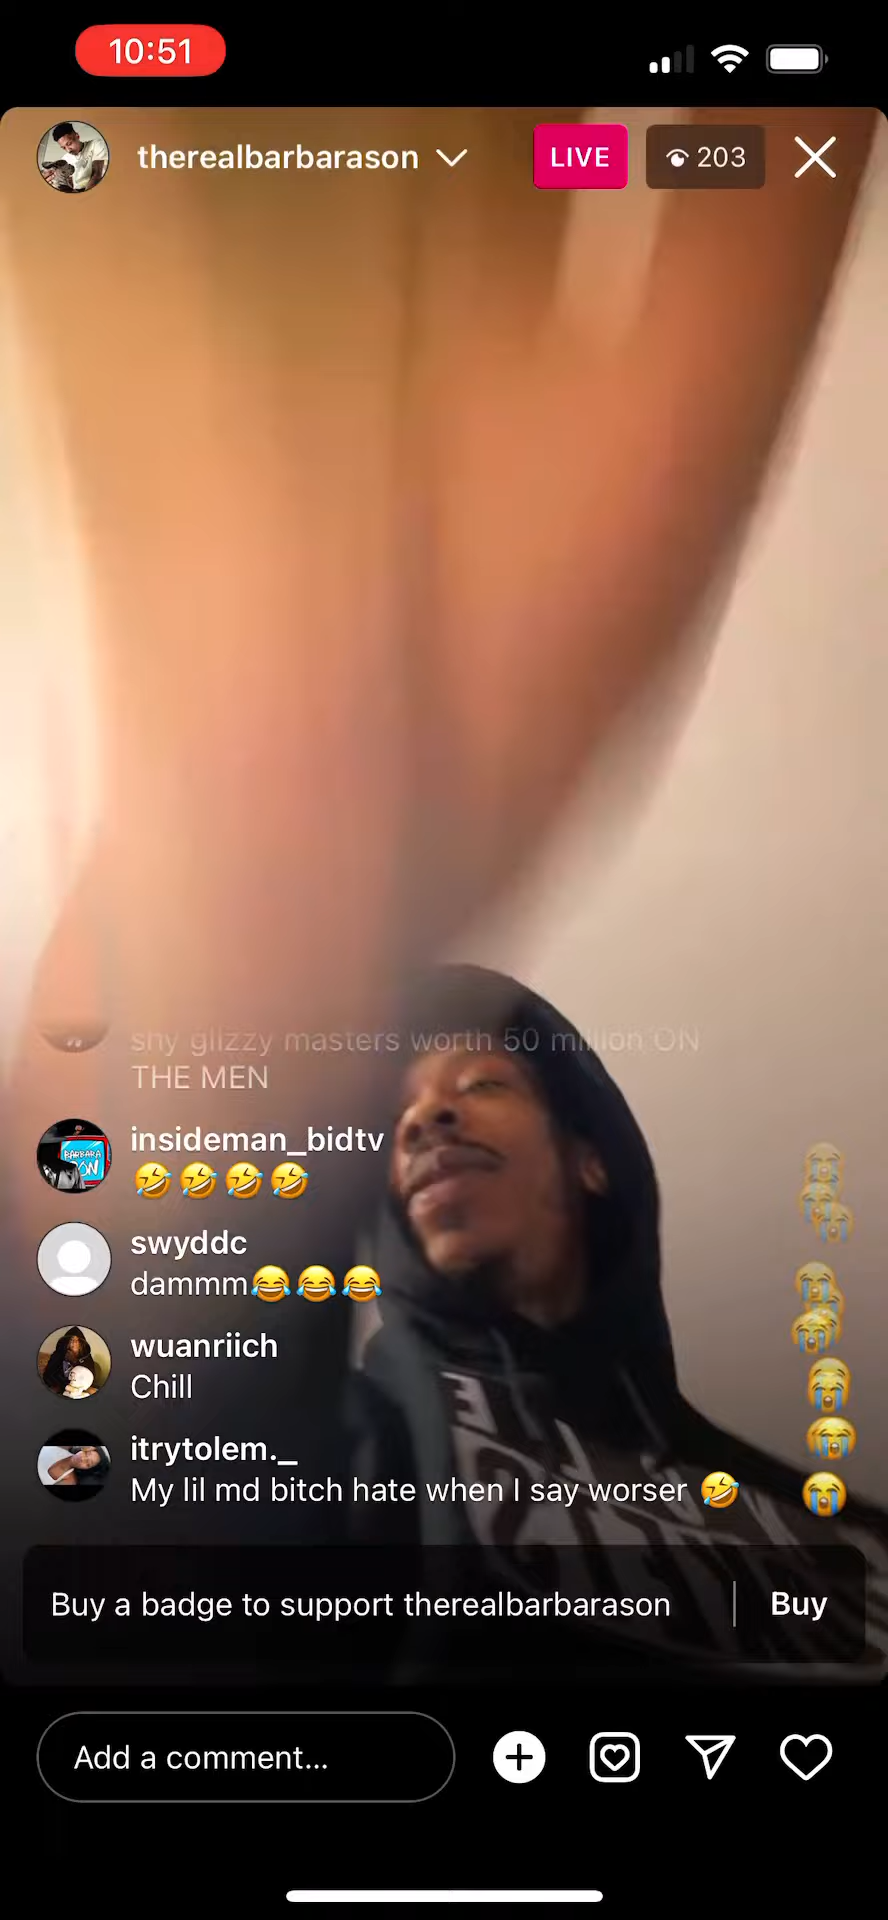 10:51
therealbarbarason
LIVE
203
shy glizzy masters worth 50 million ON
THE MEN
insideman_bidtv
🤣🤣🤣🤣
swyddc
dammm😂😂😂
wuanriich
Chill
itrytolem._
My lil md bitch hate when I say worser 🤣
Buy a badge to support therealbarbarason
Buy
Add a comment...